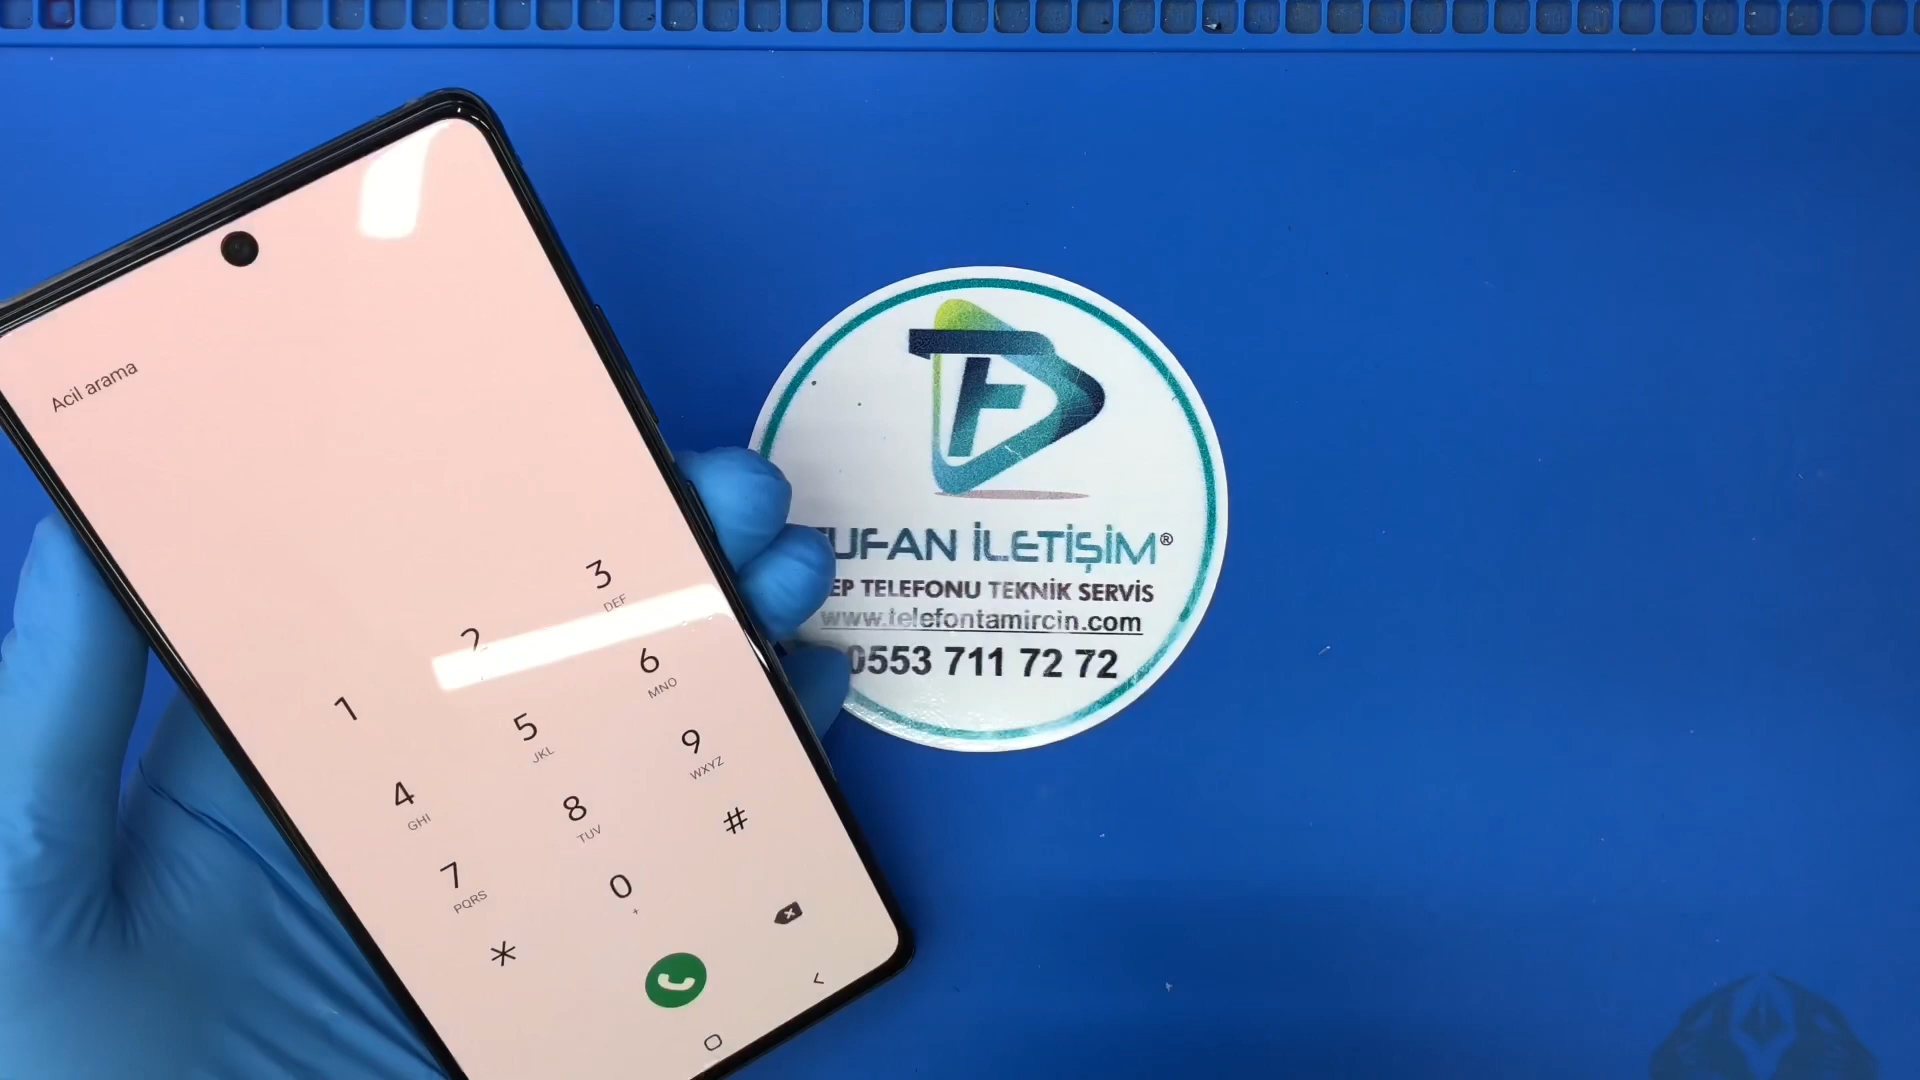 Acil arama
1
2
3
DEF
4
GHI
5
JKL
6
MNO
7
PQRS
8
TUV
9
WXYZ
*
0
+
#
UFAN İLETİŞİM®
EP TELEFONU TEKNİK SERVİS
www.telefontamircin.com
0553 711 72 72